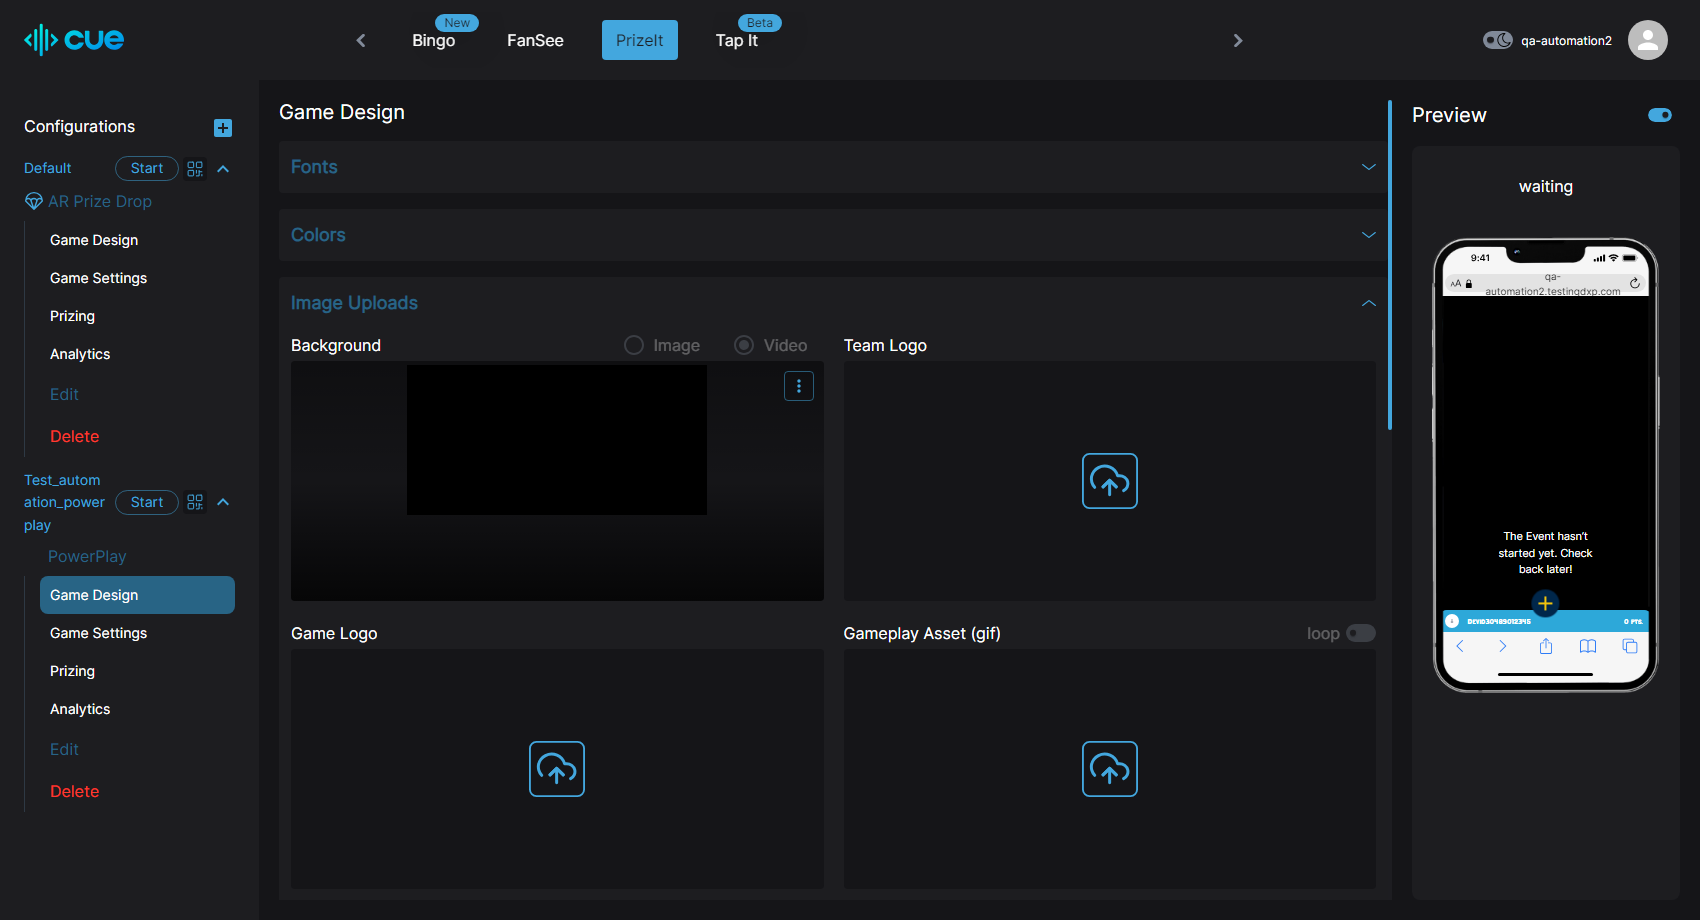 cue
New
Bingo
FanSee
PrizeIt
Beta
Tap It
qa-automation2
Configurations
Default
Start
AR Prize Drop
Game Design
Game Settings
Prizing
Analytics
Edit
Delete
Test_autom
ation_power
play
Start
PowerPlay
Game Design
Game Settings
Prizing
Analytics
Edit
Delete
Game Design
Fonts
Colors
Image Uploads
Background
Image
Video
Team Logo
Game Logo
Gameplay Asset (gif)
loop
Preview
waiting
9:41
AA
qa-
automation2.testingdxp.com
The Event hasn't
started yet. Check
back later!
0 PTS.